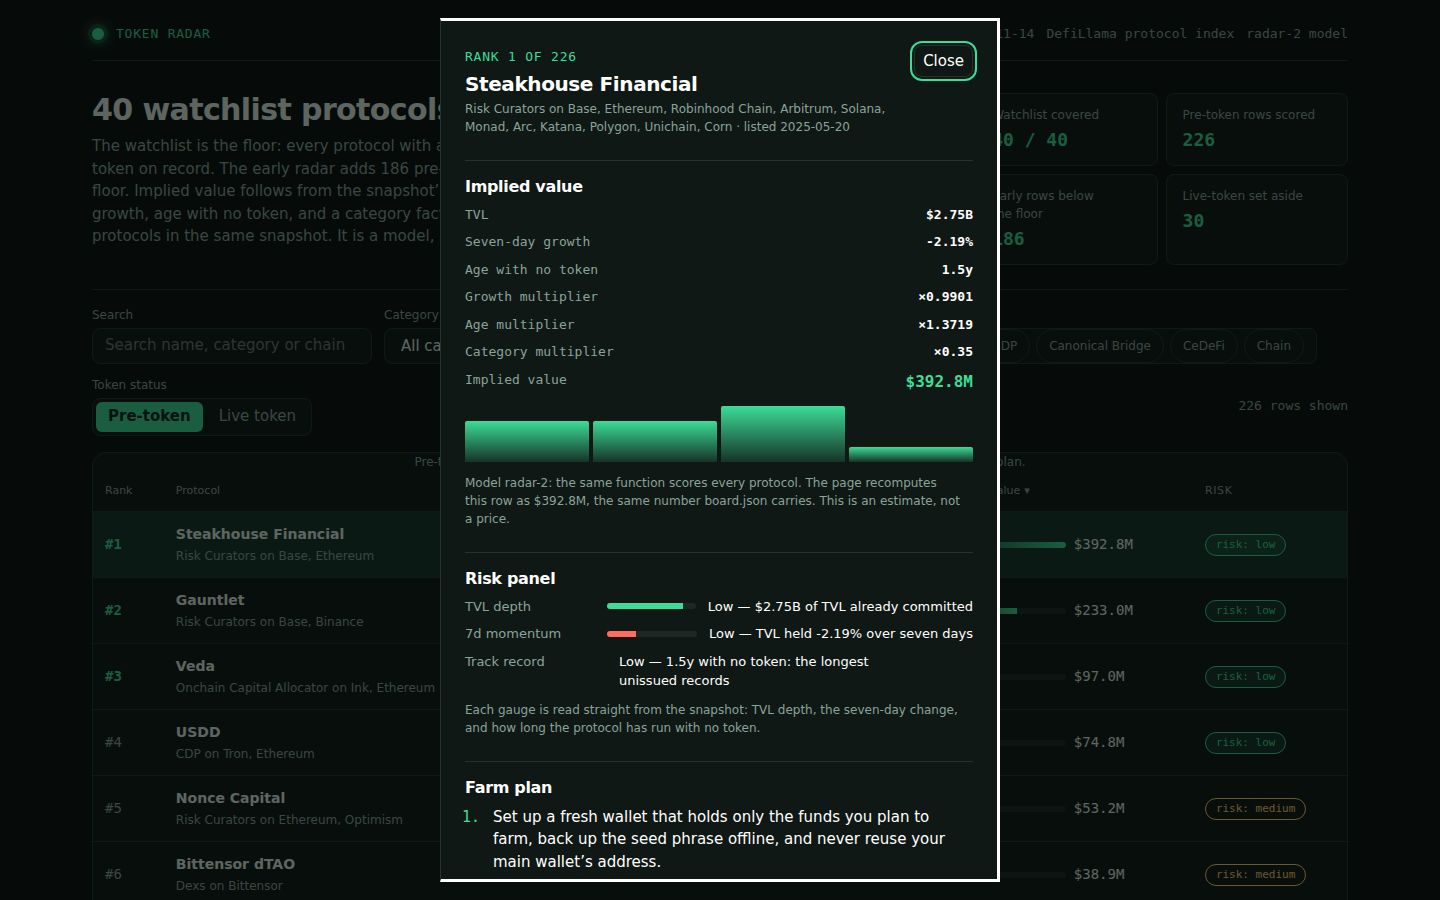 TOKEN RADAR
DefiLlama protocol index radar-2 model
40 watchlist protocols
The watchlist is the floor: every protocol with a
token on record. The early radar adds 186 pre-
floor. Implied value follows from the snapshot’
growth, age with no token, and a category
protocols in the same snapshot. It is a model,
covered
40 / 40
Pre-token rows scored
226
rows below
floor
Live-token set aside
30
Search
Search name, category or chain
Category
All
Canonical Bridge
CeDeFi
Chain
Token status
Pre-token
Live token
226 rows shown
plan.
Rank
Protocol
▾
RISK
#1
Steakhouse Financial
Risk Curators on Base, Ethereum
$392.8M
risk: low
#2
Gauntlet
Risk Curators on Base, Binance
$233.0M
risk: low
#3
Veda
Onchain Capital Allocator on Ink, Ethereum
$97.0M
risk: low
#4
USDD
CDP on Tron, Ethereum
$74.8M
risk: low
#5
Nonce Capital
Risk Curators on Ethereum, Optimism
$53.2M
risk: medium
#6
Bittensor dTAO
Dexs on Bittensor
$38.9M
risk: medium
RANK 1 OF 226
Close
Steakhouse Financial
Risk Curators on Base, Ethereum, Robinhood Chain, Arbitrum, Solana,
Monad, Arc, Katana, Polygon, Unichain, Corn · listed 2025-05-20
Implied value
TVL $2.75B
Seven-day growth -2.19%
Age with no token 1.5y
Growth multiplier ×0.9901
Age multiplier ×1.3719
Category multiplier ×0.35
Implied value $392.8M
Model radar-2: the same function scores every protocol. The page recomputes
this row as $392.8M, the same number board.json carries. This is an estimate, not
a price.
Risk panel
TVL depth Low — $2.75B of TVL already committed
7d momentum Low — TVL held -2.19% over seven days
Track record Low — 1.5y with no token: the longest
unissued records
Each gauge is read straight from the snapshot: TVL depth, the seven-day change,
and how long the protocol has run with no token.
Farm plan
1. Set up a fresh wallet that holds only the funds you plan to
farm, back up the seed phrase offline, and never reuse your
main wallet’s address.